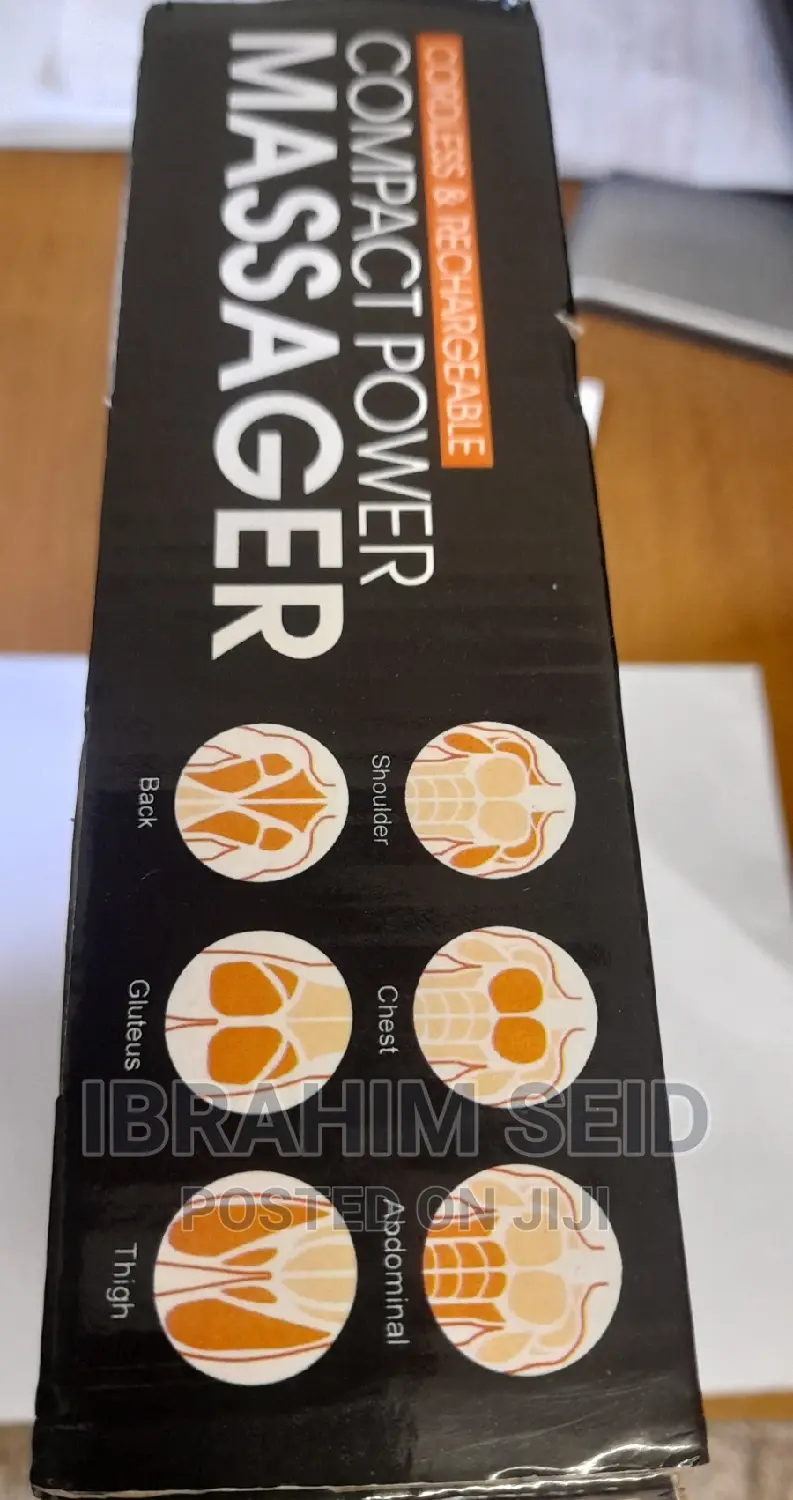 CORDLESS & RECHARGEABLE
COMPACT POWER
MASSAGER
Shoulder
Chest
Abdominal
Back
Gluteus
Thigh
IBRAHIM SEID
POSTED ON JIJI